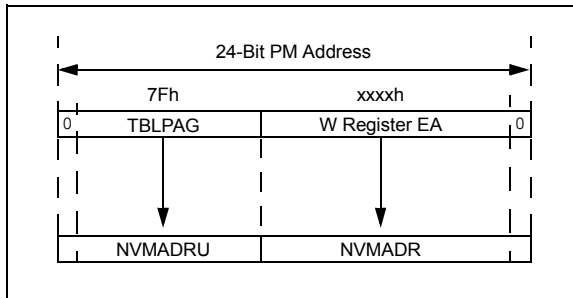 24-Bit PM Address
7Fh xxxxh
0 TBLPAG W Register EA 0
NVMADRU NVMADR